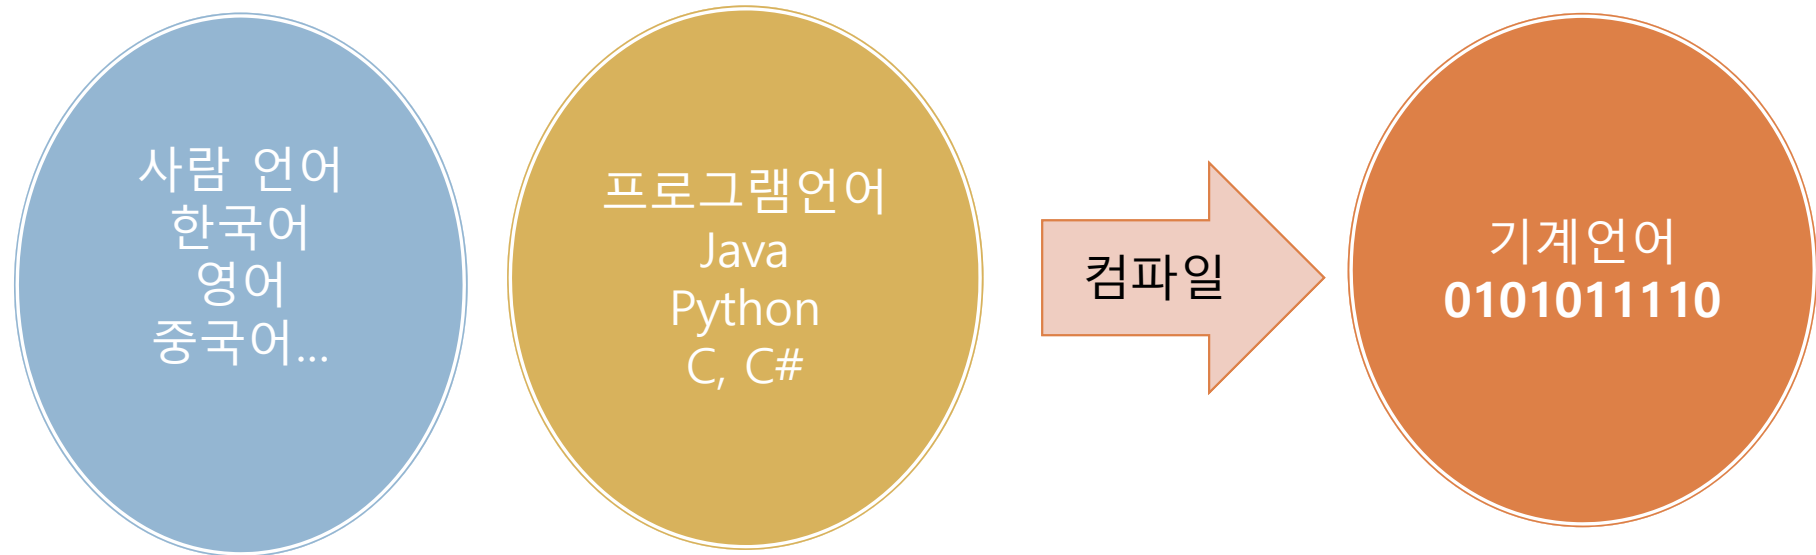 사람 언어
한국어
영어
중국어...
프로그램언어
Java
Python
C, C#
컴파일
기계언어
0101011110